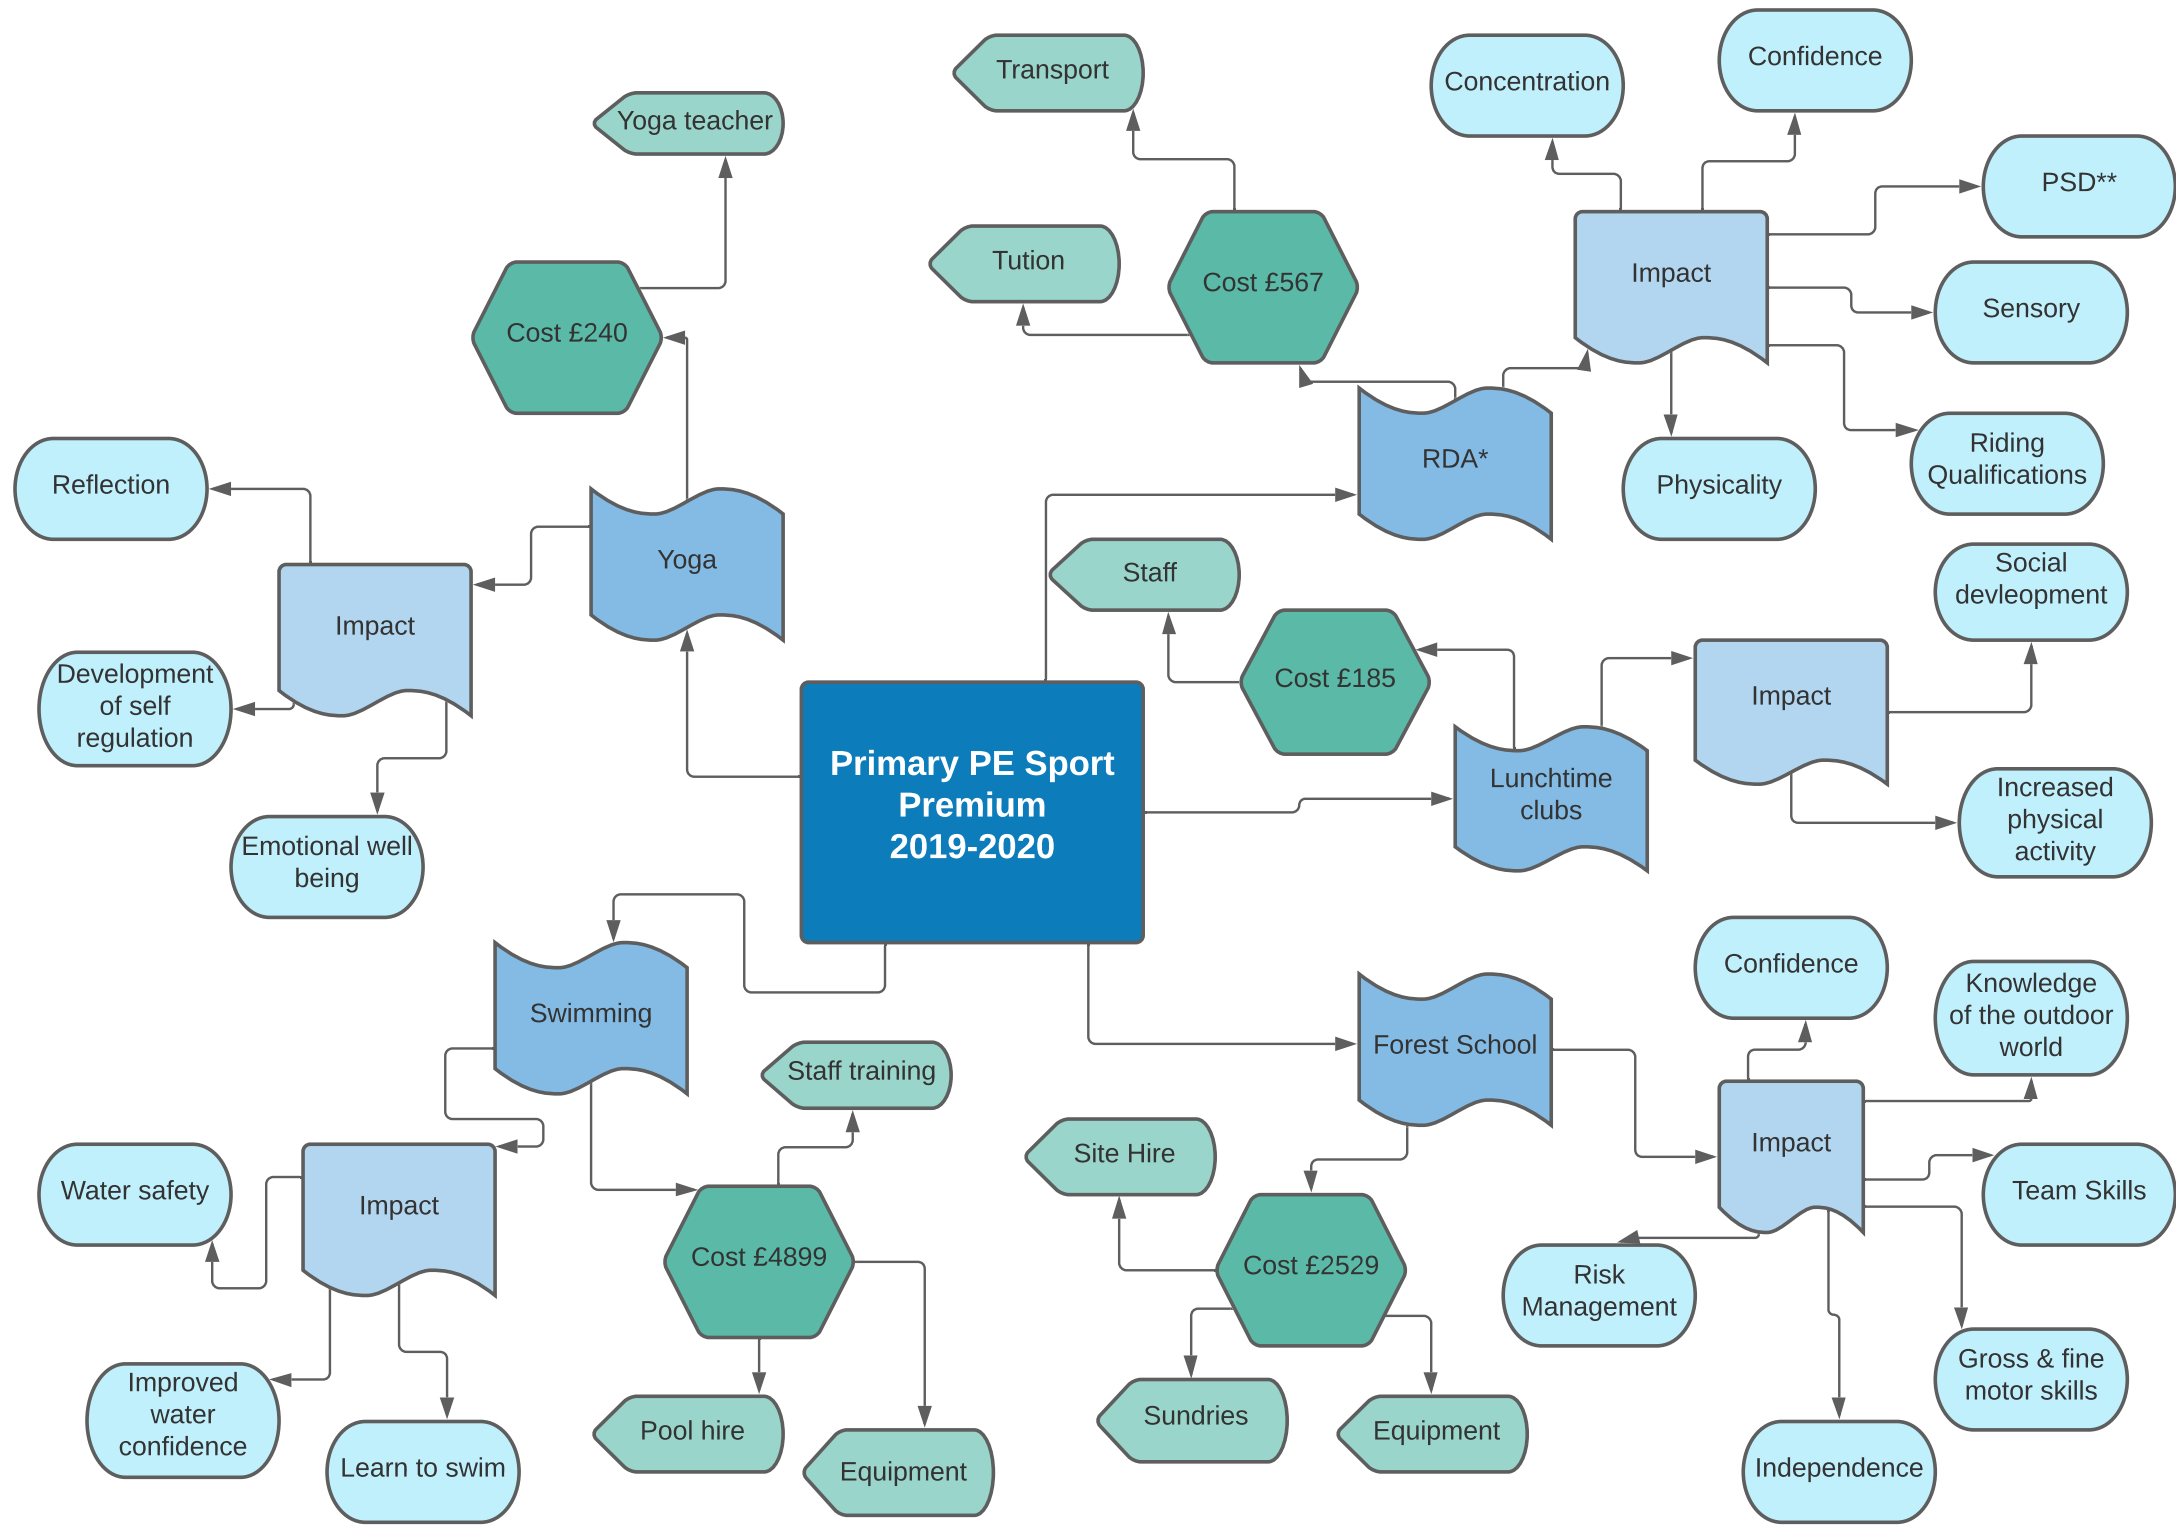 Confidence
Transport
Concentration
Yoga teacher
PSD**
Tution
Impact
Cost £567
Sensory
Cost £240
Riding
Qualifications
RDA*
Reflection
Physicality
Yoga
Staff
Social
devleopment
Impact
Cost £185
Impact
Development
of self
regulation
Primary PE Sport
Premium
2019-2020
Lunchtime
clubs
Increased
physical
activity
Emotional well
being
Confidence
Knowledge
of the outdoor
world
Swimming
Forest School
Staff training
Site Hire
Impact
Water safety
Team Skills
Impact
Cost £4899
Cost £2529
Risk
Management
Gross & fine
motor skills
Improved
water
confidence
Sundries
Pool hire
Equipment
Learn to swim
Equipment
Independence